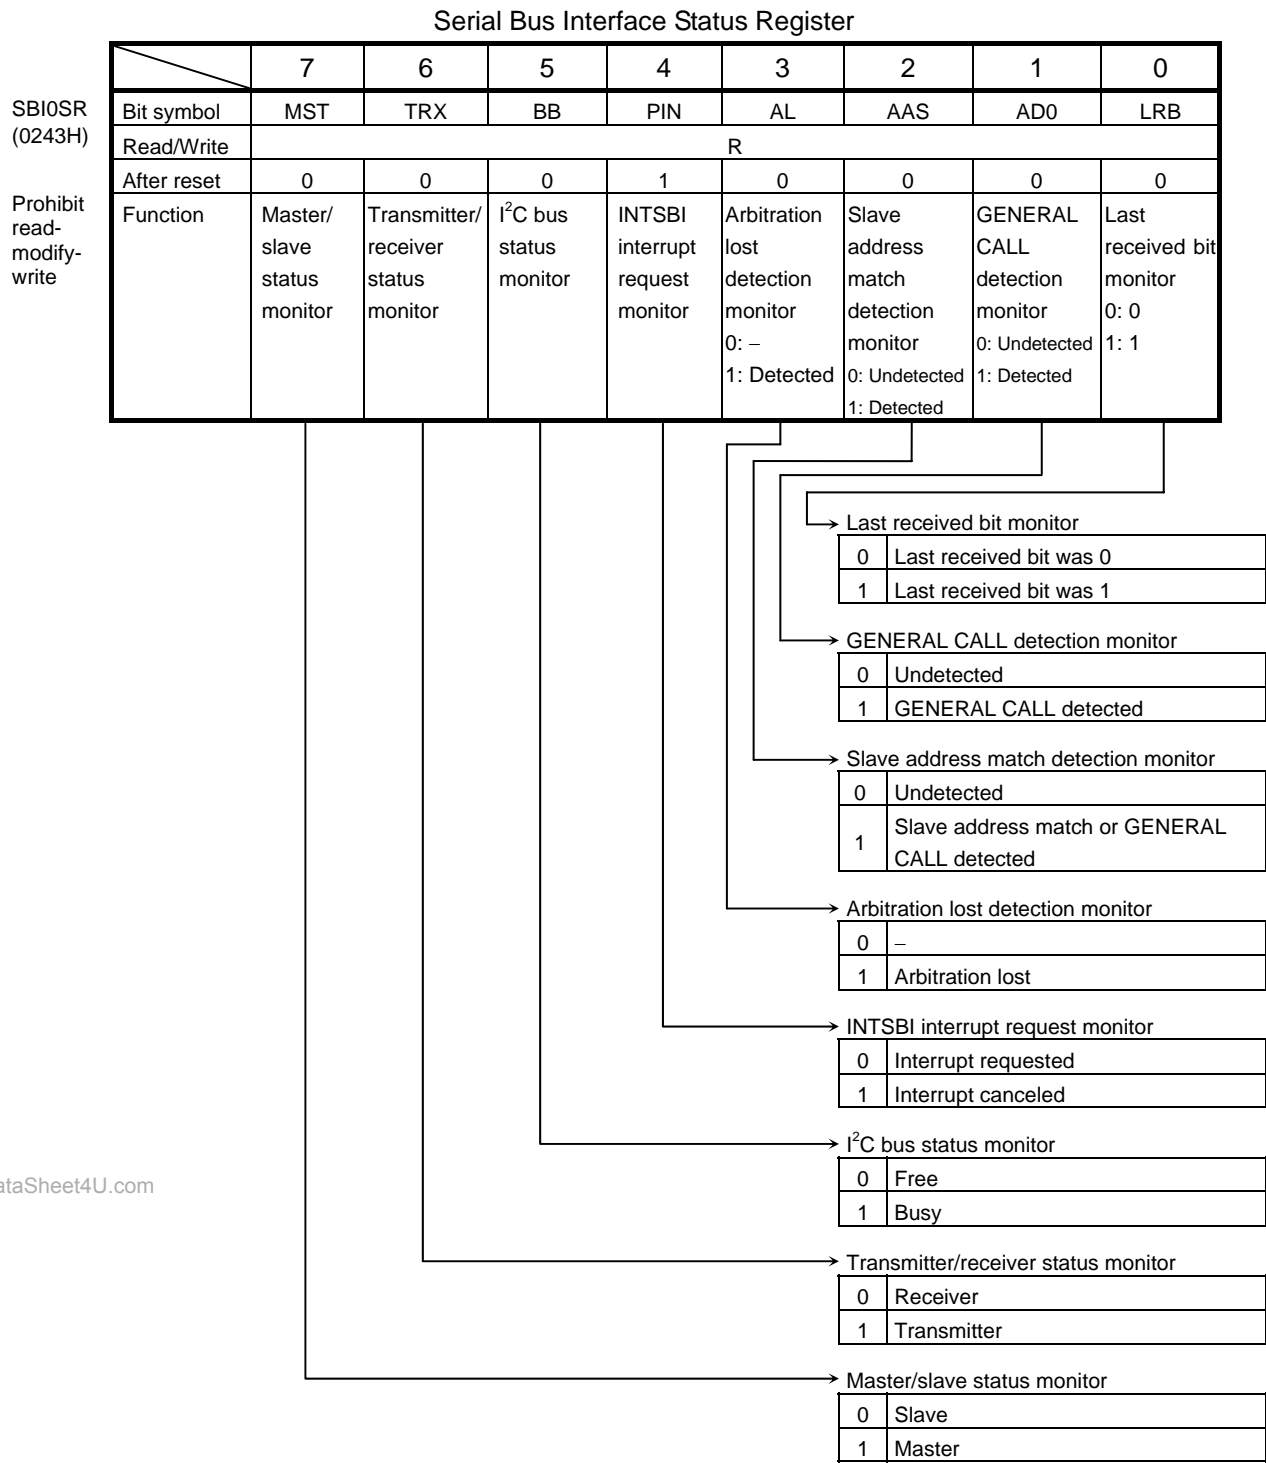 Serial Bus Interface Status Register
7 6 5 4 3 2 1 0
SBI0SR
(0243H)
Bit symbol MST TRX BB PIN AL AAS AD0 LRB
Read/Write R
After reset 0 0 0 1 0 0 0 0
Prohibit
read-
modify-
write
Function Master/ Transmitter/ I²C bus INTSBI Arbitration Slave GENERAL Last
slave receiver status interrupt lost address CALL received bit
status status monitor request detection match detection monitor
monitor monitor monitor monitor detection monitor 0: 0
0: – monitor 0: Undetected 1: 1
1: Detected 0: Undetected 1: Detected
1: Detected
Last received bit monitor
0 Last received bit was 0
1 Last received bit was 1
GENERAL CALL detection monitor
0 Undetected
1 GENERAL CALL detected
Slave address match detection monitor
0 Undetected
1 Slave address match or GENERAL
CALL detected
Arbitration lost detection monitor
0 –
1 Arbitration lost
INTSBI interrupt request monitor
0 Interrupt requested
1 Interrupt canceled
I²C bus status monitor
0 Free
1 Busy
ataSheet4U.com
Transmitter/receiver status monitor
0 Receiver
1 Transmitter
Master/slave status monitor
0 Slave
1 Master